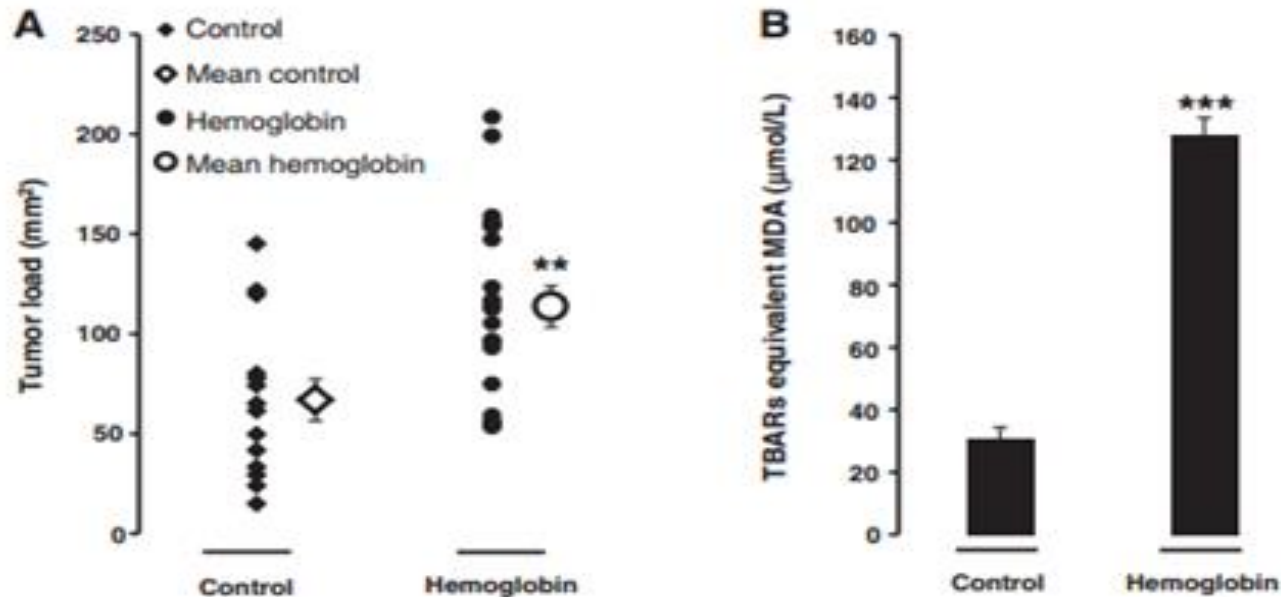 A
Tumor load (mm²)
250
200
150
100
50
0
Control
Mean control
Hemoglobin
Mean hemoglobin
**
Control
Hemoglobin
B
TBARs equivalent MDA (μmol/L)
160
140
120
100
80
60
40
20
0
***
Control
Hemoglobin